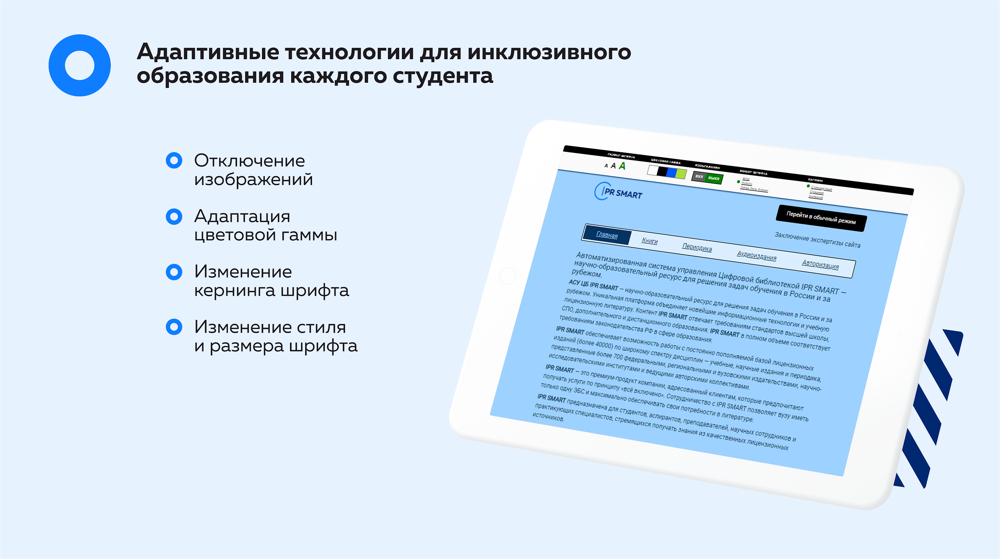 Адаптивные технологии для инклюзивного
образования каждого студента
Отключение
изображений
Адаптация
цветовой гаммы
Изменение
кернинга шрифта
Изменение стиля
и размера шрифта
РАЗМЕР ШРИФТА
ЦВЕТОВАЯ ГАММА
ИЗОБРАЖЕНИЯ
ВЫБОР ШРИФТА
КЕРНИНГ
А А А
ВКЛ ВЫКЛ
Arial
Roboto
Times New Roman
Стандартный
Средний
Большой
IPR SMART
Перейти в обычный режим
Заключение экспертизы сайта
Главная Книги Периодика Аудиоиздания Авторизация
Автоматизированная система управления Цифровой библиотекой IPR SMART —
научно-образовательный ресурс для решения задач обучения в России и за
рубежом.
АСУ ЦБ IPR SMART — научно-образовательный ресурс для решения задач обучения в России и за
рубежом. Уникальная платформа объединяет новейшие информационные технологии и учебную
лицензионную литературу. Контент IPR SMART отвечает требованиям стандартов высшей школы,
СПО, дополнительного и дистанционного образования. IPR SMART в полном объеме соответствует
требованиям законодательства РФ в сфере образования.
IPR SMART обеспечивает возможность работы с постоянно пополняемой базой лицензионных
изданий (более 40000) по широкому спектру дисциплин — учебные, научные издания и периодика,
представленные более 700 федеральными, региональными и вузовскими издательствами, научно-
исследовательскими институтами и ведущими авторскими коллективами.
IPR SMART — это премиум-продукт компании, адресованный клиентам, которые предпочитают
получать услуги по принципу «всё включено». Сотрудничество с IPR SMART позволяет вузу иметь
только одну ЭБС и максимально обеспечивать свои потребности в литературе.
IPR SMART предназначена для студентов, аспирантов, преподавателей, научных сотрудников и
практикующих специалистов, стремящихся получать знания из качественных лицензионных
источников.